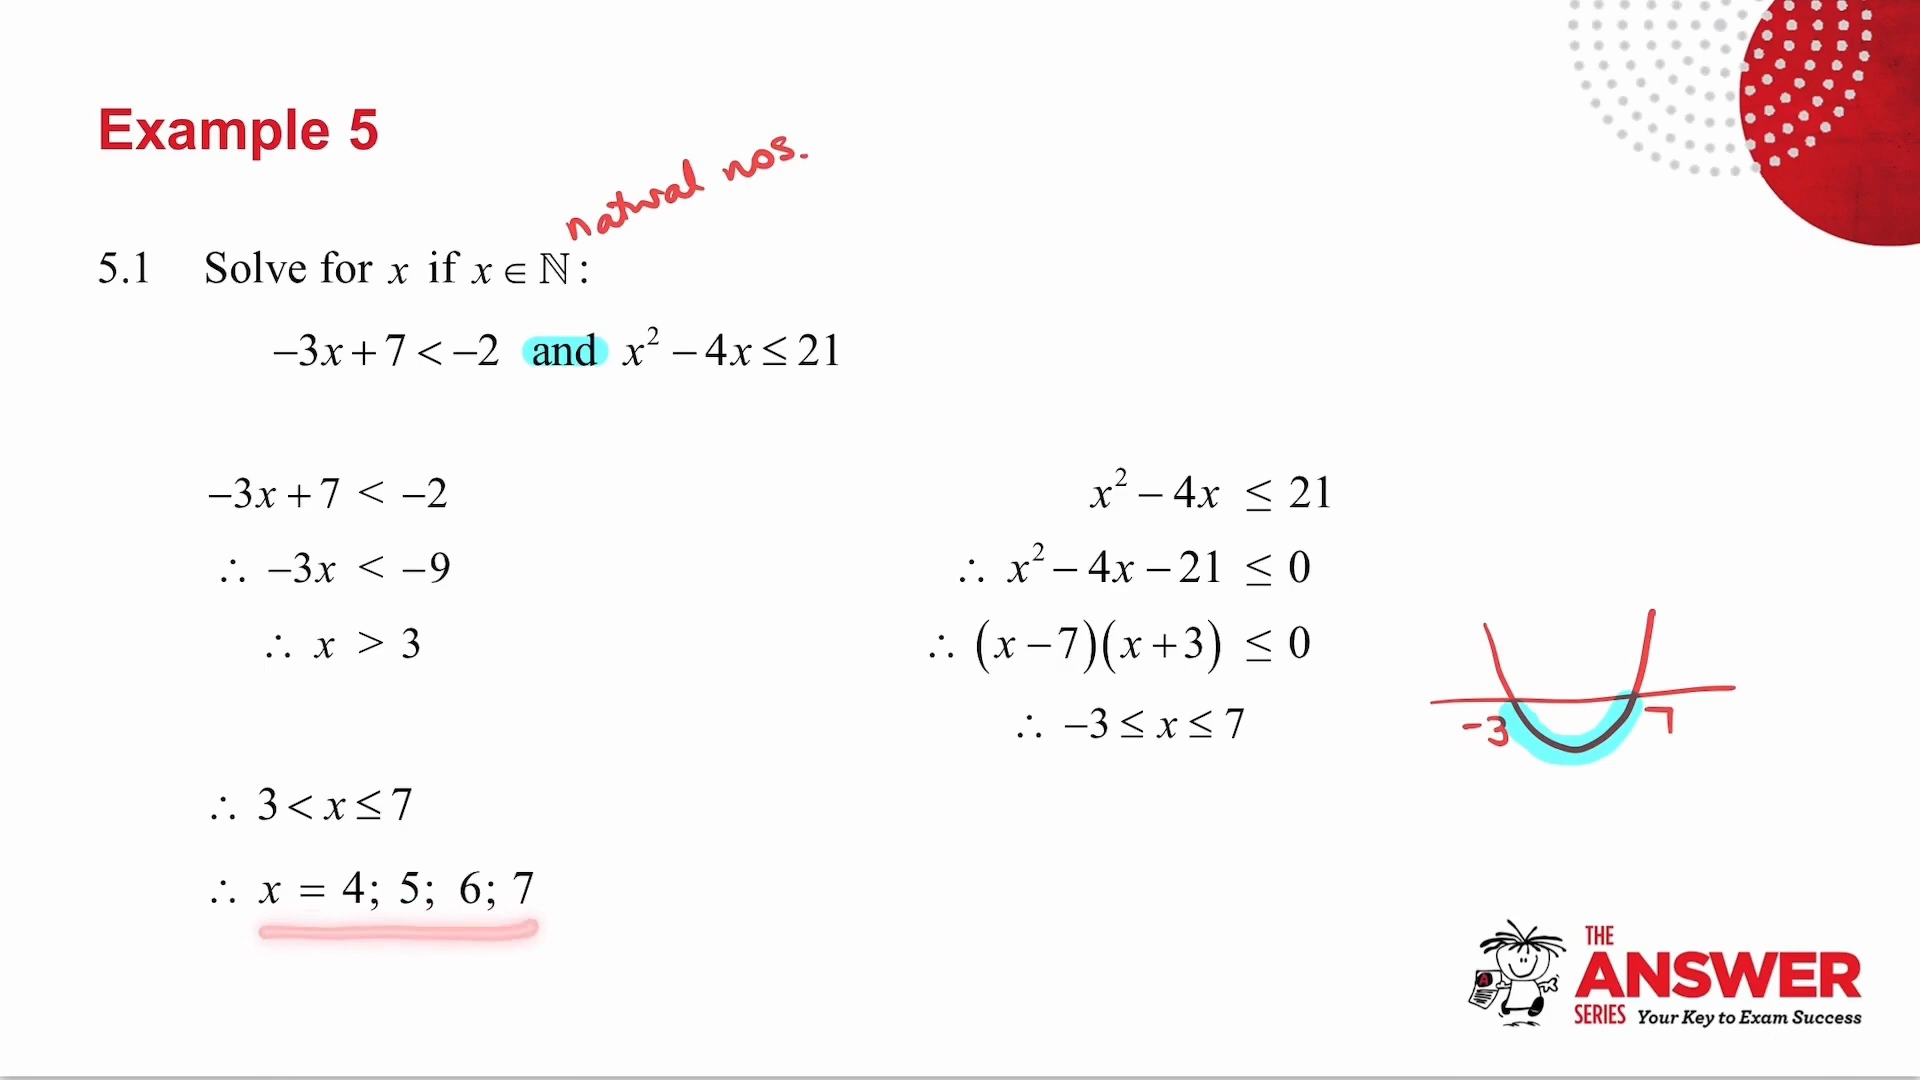 Example 5
natural nos.
5.1 Solve for x if x ∈ ℕ:
−3x + 7 < −2 and x² − 4x ≤ 21
−3x + 7 < −2
∴ −3x < −9
∴ x > 3
x² − 4x ≤ 21
∴ x² − 4x − 21 ≤ 0
∴ (x − 7)(x + 3) ≤ 0
∴ −3 ≤ x ≤ 7
-3 7
∴ 3 < x ≤ 7
∴ x = 4; 5; 6; 7
THE
ANSWER
SERIES Your Key to Exam Success